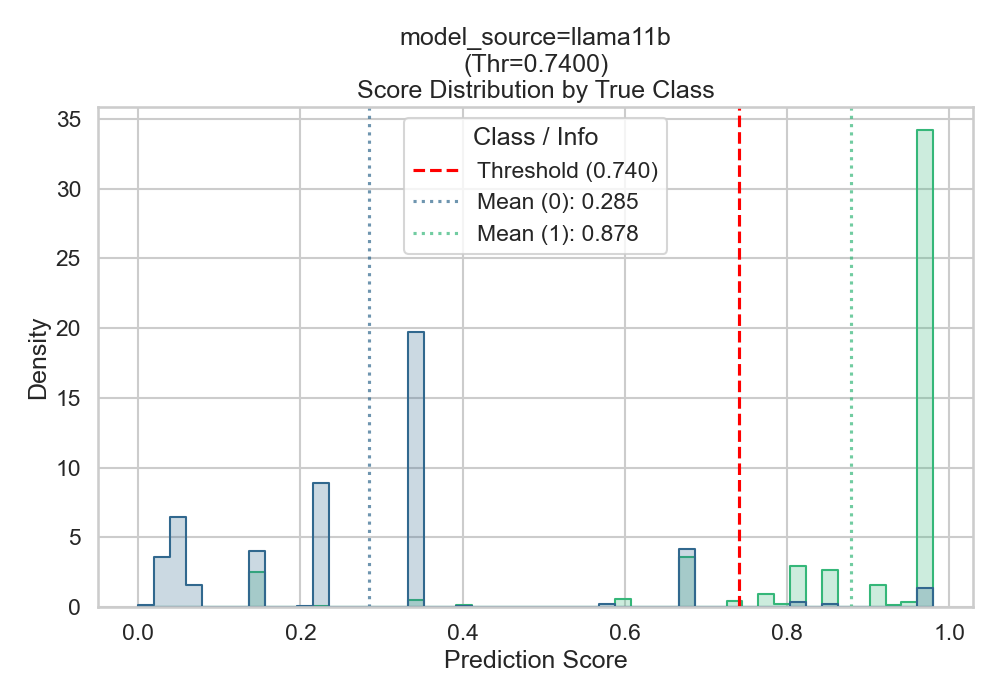 model_source=llama11b
(Thr=0.7400)
Score Distribution by True Class
Class / Info
Threshold (0.740)
Mean (0): 0.285
Mean (1): 0.878
Density
35
30
25
20
15
10
5
0
0.0 0.2 0.4 0.6 0.8 1.0
Prediction Score